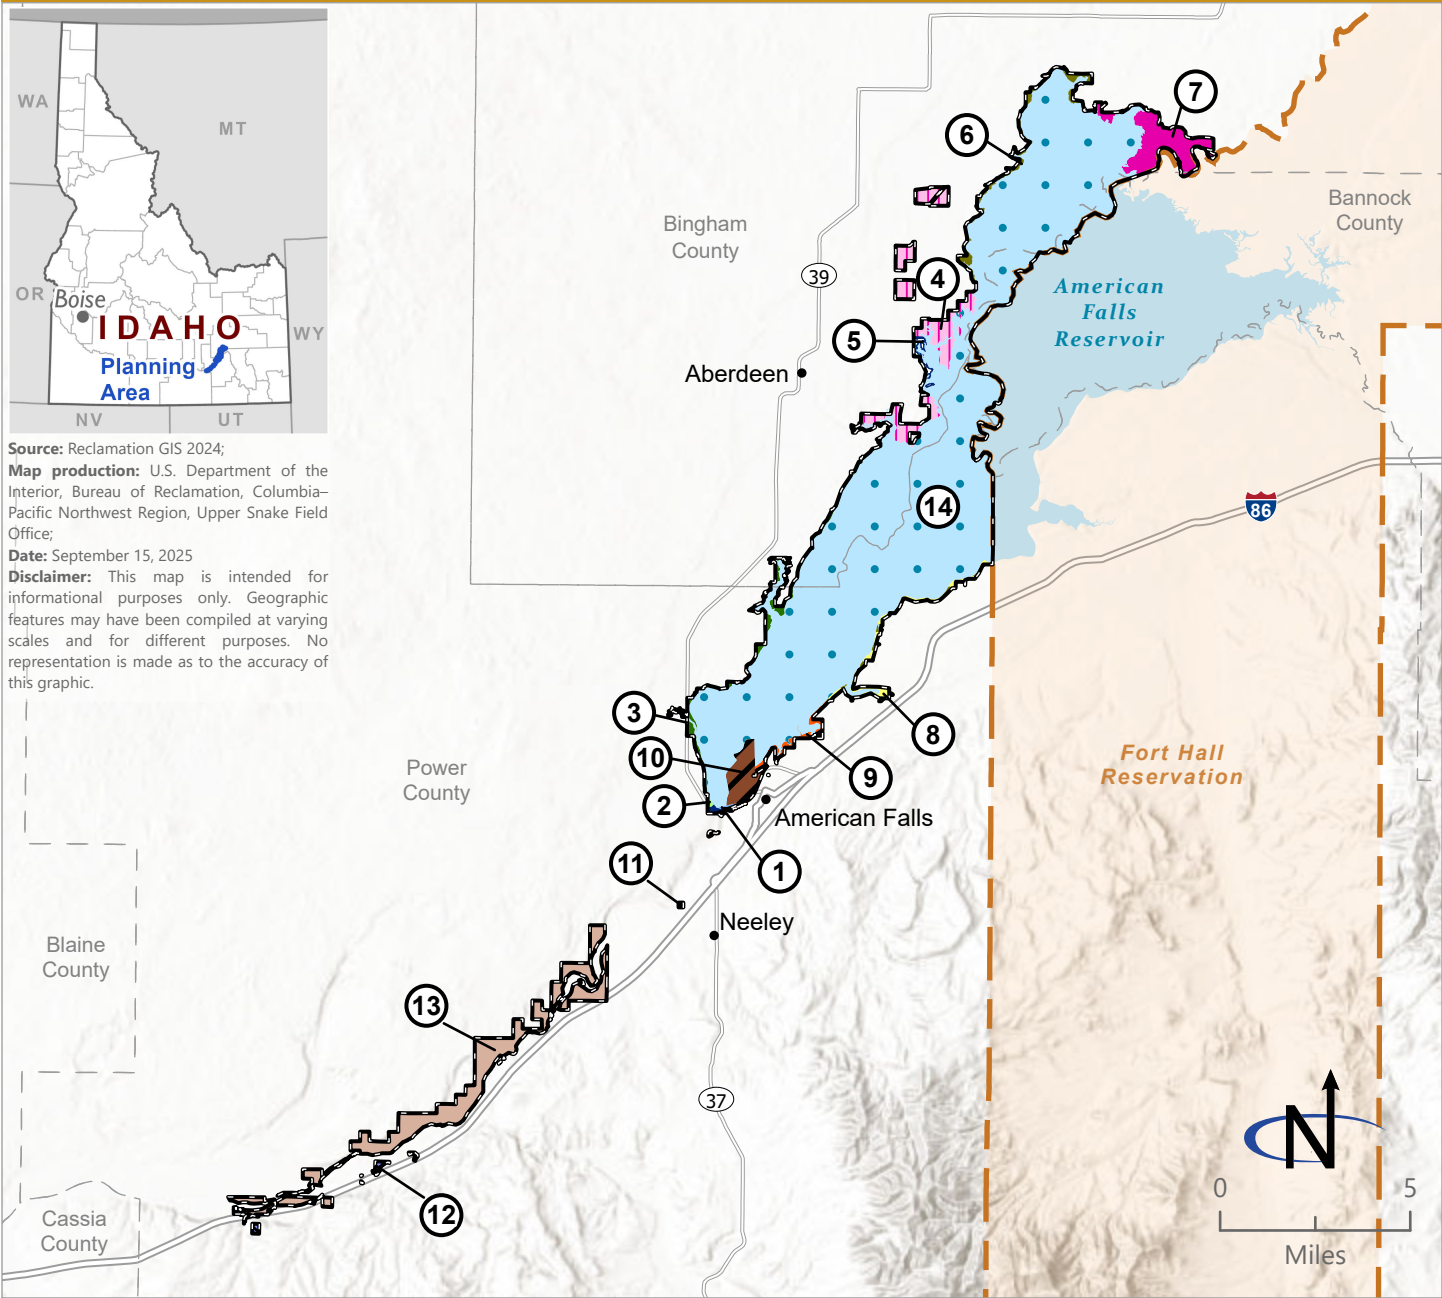 WA
MT
OR
Boise
IDAHO
WY
Planning
Area
NV
UT
Source: Reclamation GIS 2024;
Map production: U.S. Department of the
Interior, Bureau of Reclamation, Columbia–
Pacific Northwest Region, Upper Snake Field
Office;
Date: September 15, 2025
Disclaimer: This map is intended for
informational purposes only. Geographic
features may have been compiled at varying
scales and for different purposes. No
representation is made as to the accuracy of
this graphic.
7
6
Bannock
County
Bingham
County
39
4
American
Falls
Reservoir
5
Aberdeen
14
86
3
8
10
9
Fort Hall
Reservation
Power
County
2
American Falls
11
1
Neeley
Blaine
County
13
37
N
0
5
Miles
12
Cassia
County